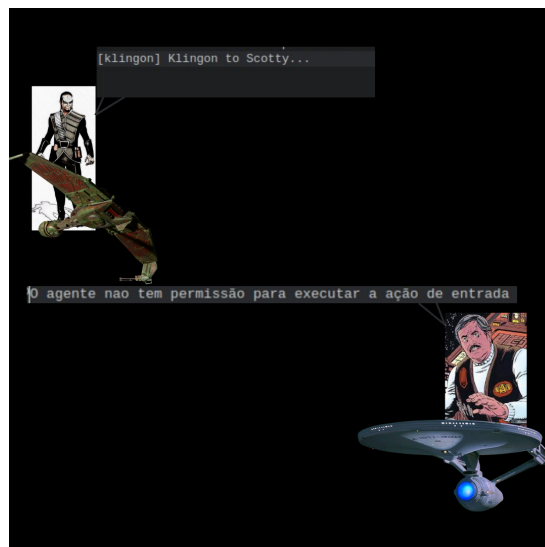 [klingon] Klingon to Scotty...
O agente nao tem permissão para executar a ação de entrada